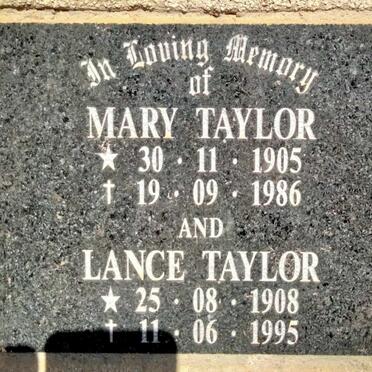 In Loving Memory
of
MARY TAYLOR
★ 30 · 11 · 1905
† 19 · 09 · 1986
AND
LANCE TAYLOR
★ 25 · 08 · 1908
† 11 · 06 · 1995